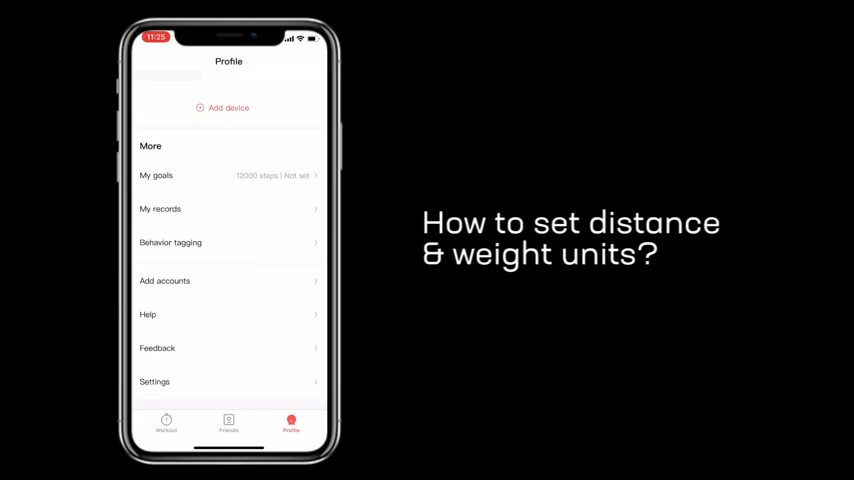 11:25
Profile
Add device
More
My goals 12000 steps | Not set
My records
Behavior tagging
Add accounts
Help
Feedback
Settings
Workout Friends Profile
How to set distance
& weight units?